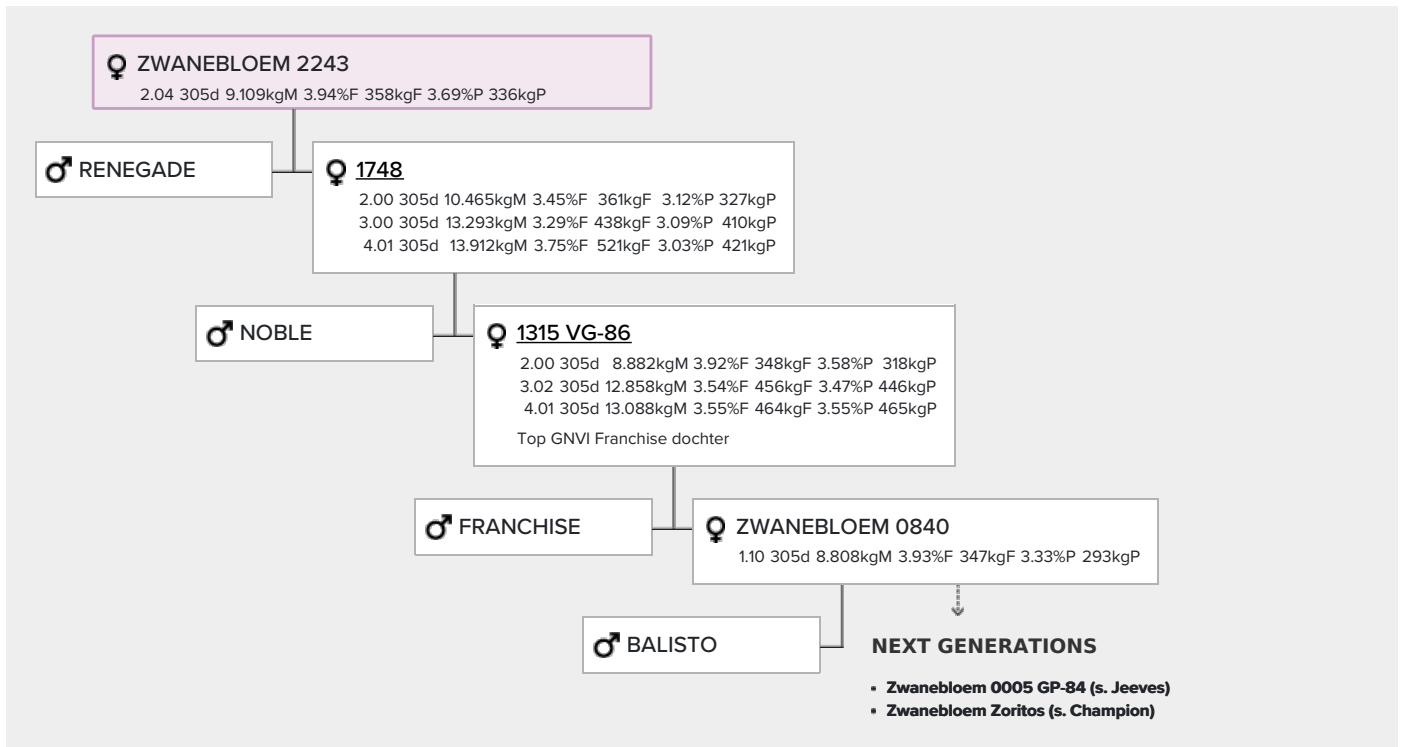 ZWANEBLOEM 2243
2.04 305d 9.109kgM 3.94%F 358kgF 3.69%P 336kgP
RENEGADE
1748
2.00 305d 10.465kgM 3.45%F 361kgF 3.12%P 327kgP
3.00 305d 13.293kgM 3.29%F 438kgF 3.09%P 410kgP
4.01 305d 13.912kgM 3.75%F 521kgF 3.03%P 421kgP
NOBLE
1315 VG-86
2.00 305d 8.882kgM 3.92%F 348kgF 3.58%P 318kgP
3.02 305d 12.858kgM 3.54%F 456kgF 3.47%P 446kgP
4.01 305d 13.088kgM 3.55%F 464kgF 3.55%P 465kgP
Top GNVI Franchise dochter
FRANCHISE
ZWANEBLOEM 0840
1.10 305d 8.808kgM 3.93%F 347kgF 3.33%P 293kgP
BALISTO
NEXT GENERATIONS
• Zwanebloem 0005 GP-84 (s. Jeeves)
• Zwanebloem Zoritos (s. Champion)